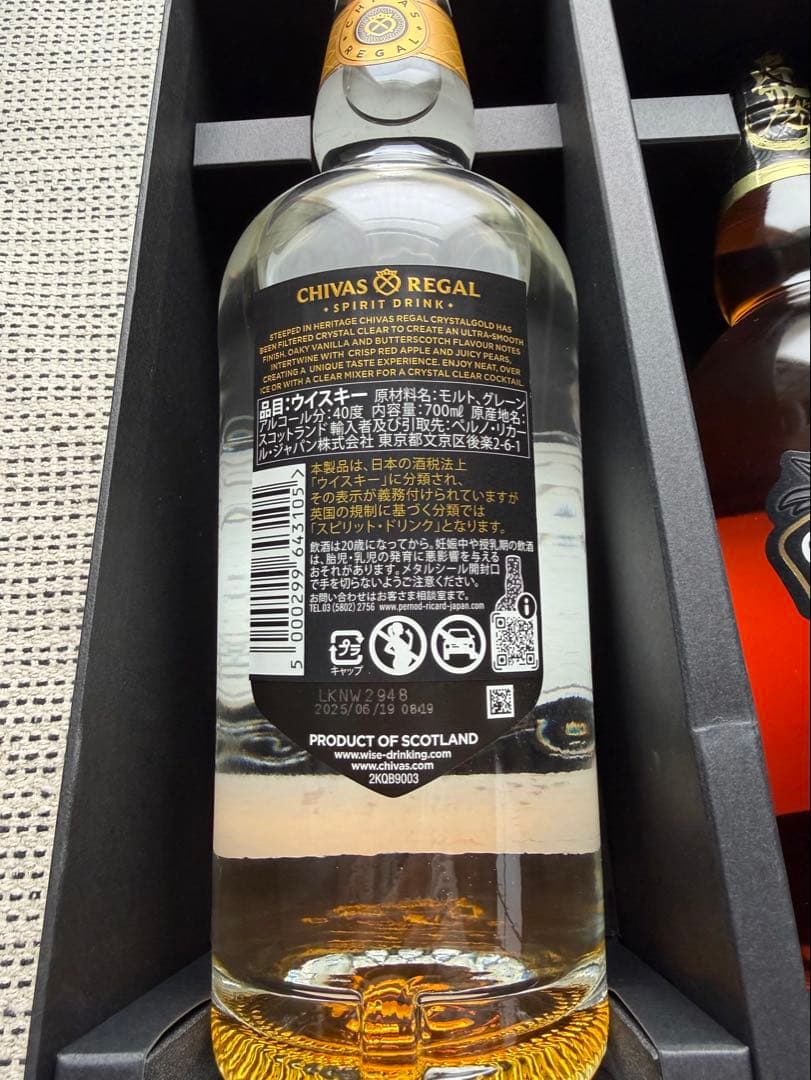 CHIVAS
REGAL
CHIVAS REGAL
• SPIRIT DRINK •
STEEPED IN HERITAGE CHIVAS REGAL CRYSTALGOLD HAS
BEEN FILTERED CRYSTAL CLEAR TO CREATE AN ULTRA-SMOOTH
FINISH. OAKY VANILLA AND BUTTERSCOTCH FLAVOUR NOTES
INTERTWINE WITH CRISP RED APPLE AND JUICY PEARS,
CREATING A UNIQUE TASTE EXPERIENCE. ENJOY NEAT, OVER
ICE OR WITH A CLEAR MIXER FOR A CRYSTAL CLEAR COCKTAIL.
品目:ウイスキー 原材料名:モルト、グレーン
アルコール分:40度 内容量:700㎖ 原産地名:
スコットランド 輸入者及び引取先:ペルノ・リカー
ル・ジャパン株式会社 東京都文京区後楽2-6-1
本製品は、日本の酒税法上
「ウイスキー」に分類され、
その表示が義務付けられていますが
英国の規制に基づく分類では
「スピリット・ドリンク」となります。
飲酒は20歳になってから。妊娠中や授乳期の飲酒
は、胎児・乳児の発育に悪影響を与える
おそれがあります。メタルシール開封口
で手を切らないようご注意ください。
お問い合わせはお客さま相談室まで。
TEL.03 (5802) 2756 www.pernod-ricard-japan.com
5 000299 643105 >
プラ
キャップ
i
LKNW2948
2025/06/19 08:19
PRODUCT OF SCOTLAND
www.wise-drinking.com
www.chivas.com
2KQB9003